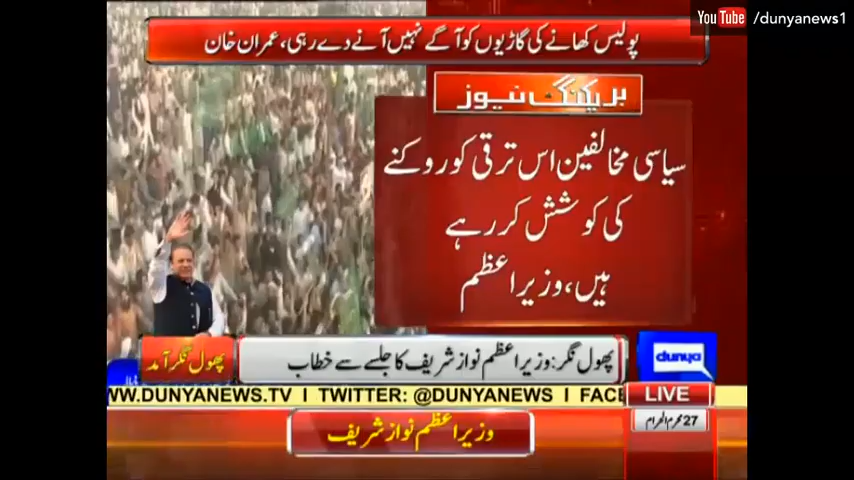 You Tube /dunyanews1
پولیس کھانے کی گاڑیوں کو آگے نہیں آنے دے رہی، عمران خان
بریکنگ نیوز
سیاسی مخالفین اس ترقی کو روکنے
کی کوشش کر رہے
ہیں، وزیراعظم
پھول نگر آمد
پھول نگر: وزیراعظم نواز شریف کا جلسے سے خطاب
dunya
WWW.DUNYANEWS.TV I TWITTER: @DUNYANEWS I FACE
LIVE
27 محرم الحرام
وزیراعظم نواز شریف